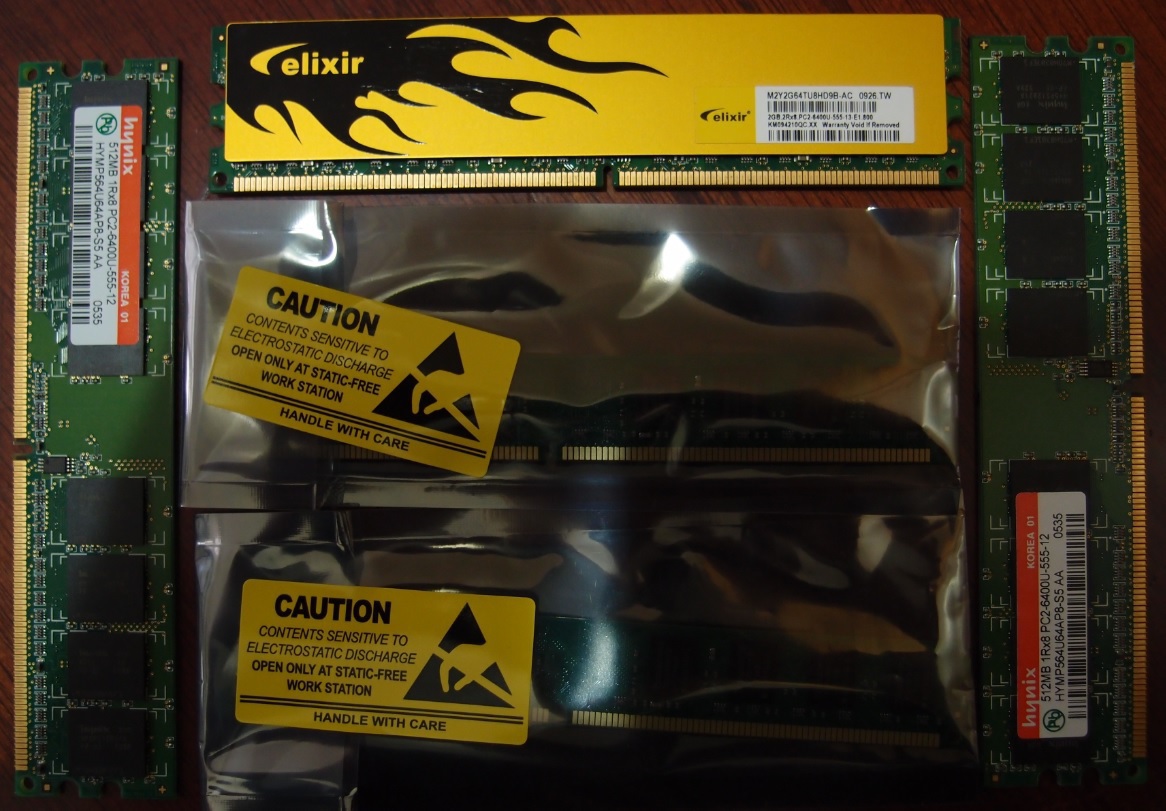 elixir
M2Y2G64TU8HD9B-AC 0926.TW
2GB 2Rx8 PC2-6400U-555-13-E1.800
KM094210QC.XX Warranty Void If Removed
elixir
hynix
512MB 1Rx8 PC2-6400U-555-12
KOREA 01
HYMP564U64AP8-S5 AA 0535
Pb
CAUTION
CONTENTS SENSITIVE TO
ELECTROSTATIC DISCHARGE
OPEN ONLY AT STATIC-FREE
WORK STATION
HANDLE WITH CARE
CAUTION
CONTENTS SENSITIVE TO
ELECTROSTATIC DISCHARGE
OPEN ONLY AT STATIC-FREE
WORK STATION
HANDLE WITH CARE
hynix
KOREA 01
512MB 1Rx8 PC2-6400U-555-12
HYMP564U64AP8-S5 AA 0535
Pb